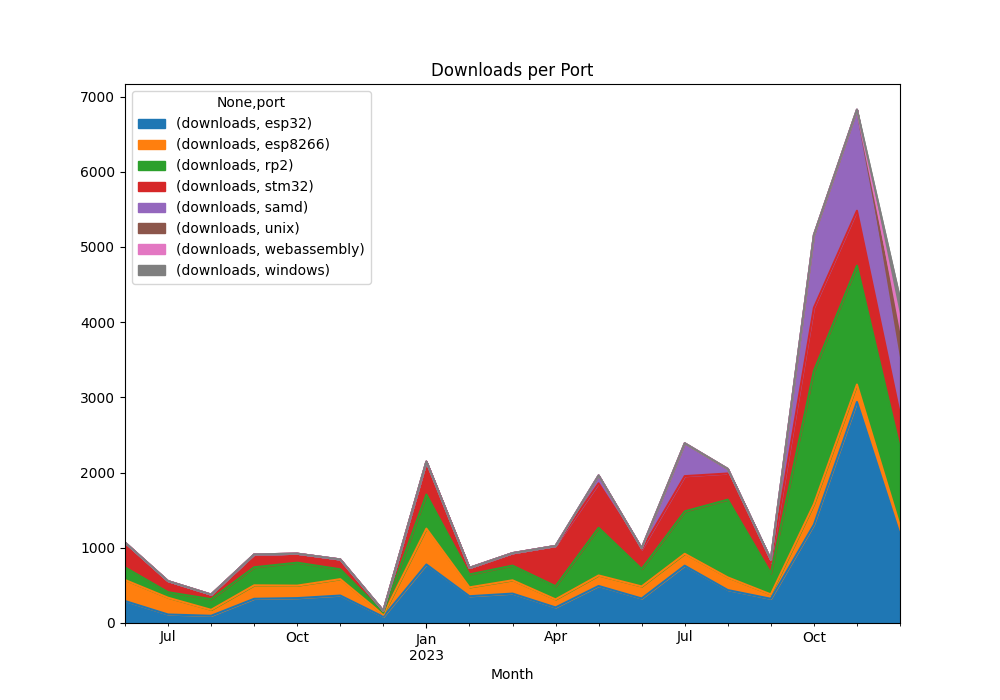 Downloads per Port
7000
6000
5000
4000
3000
2000
1000
0
None,port
(downloads, esp32)
(downloads, esp8266)
(downloads, rp2)
(downloads, stm32)
(downloads, samd)
(downloads, unix)
(downloads, webassembly)
(downloads, windows)
Jul
Oct
Jan
2023
Apr
Jul
Oct
Month